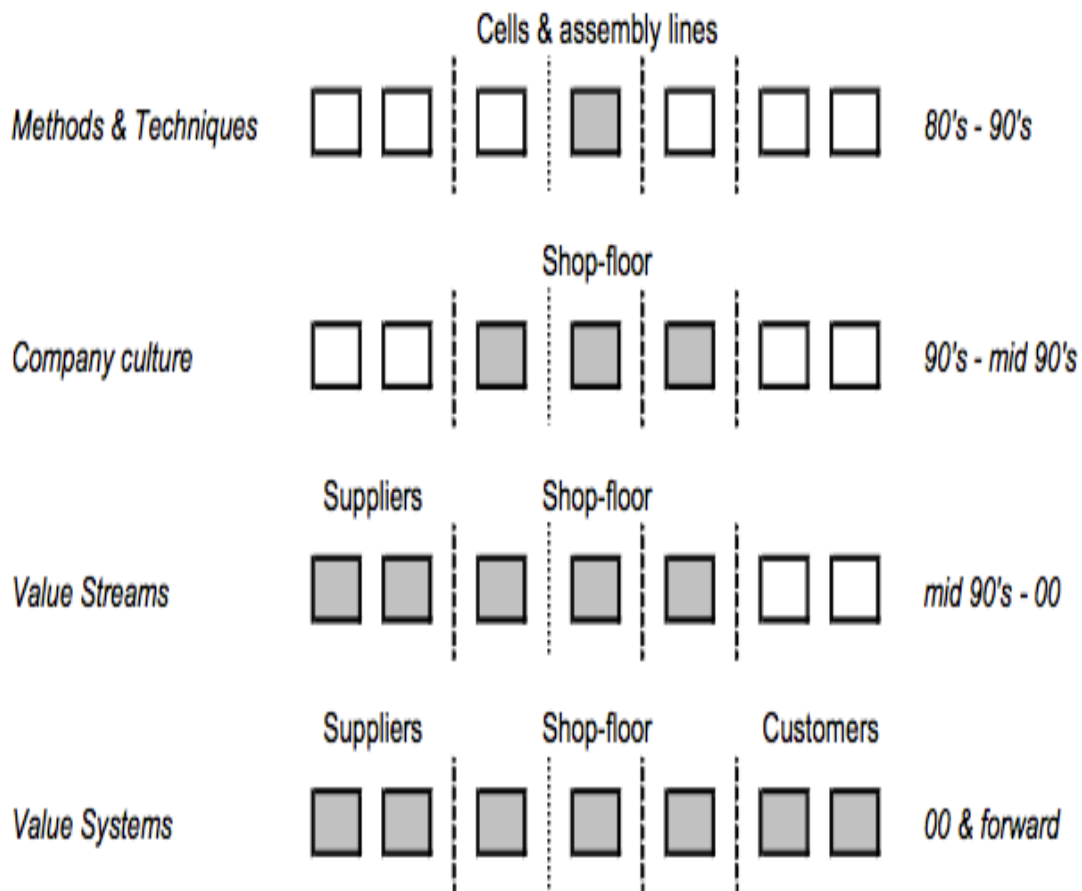 Cells & assembly lines
Methods & Techniques
80's - 90's
Shop-floor
Company culture
90's - mid 90's
Suppliers Shop-floor
Value Streams
mid 90's - 00
Suppliers Shop-floor Customers
Value Systems
00 & forward